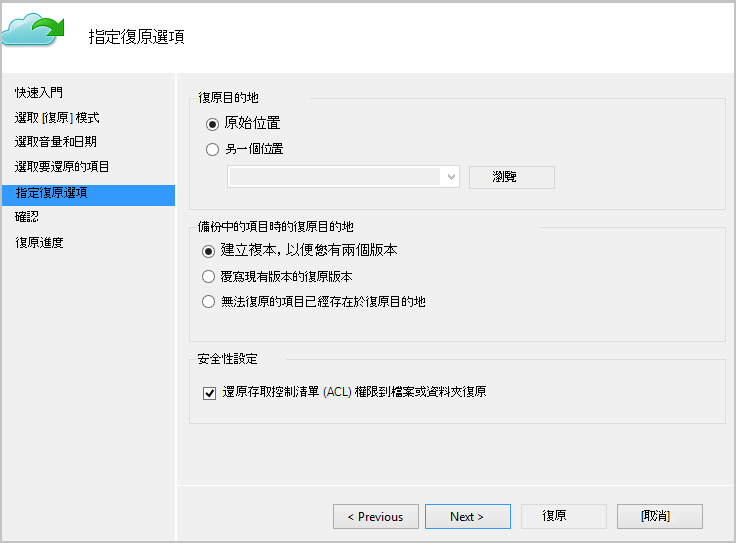 指定復原選項
快速入門
選取 [復原] 模式
選取音量和日期
選取要還原的項目
指定復原選項
確認
復原進度
復原目的地
原始位置
另一個位置
瀏覽
備份中的項目時的復原目的地
建立複本，以便您有兩個版本
覆寫現有版本的復原版本
無法復原的項目已經存在於復原目的地
安全性設定
還原存取控制清單 (ACL) 權限到檔案或資料夾復原
< Previous
Next >
復原
[取消]